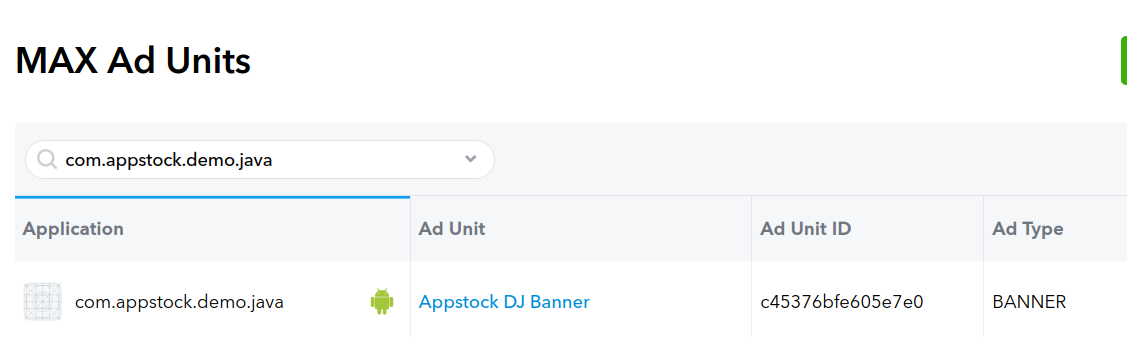 MAX Ad Units
com.appstock.demo.java
Application Ad Unit Ad Unit ID Ad Type
com.appstock.demo.java Appstock DJ Banner c45376bfe605e7e0 BANNER